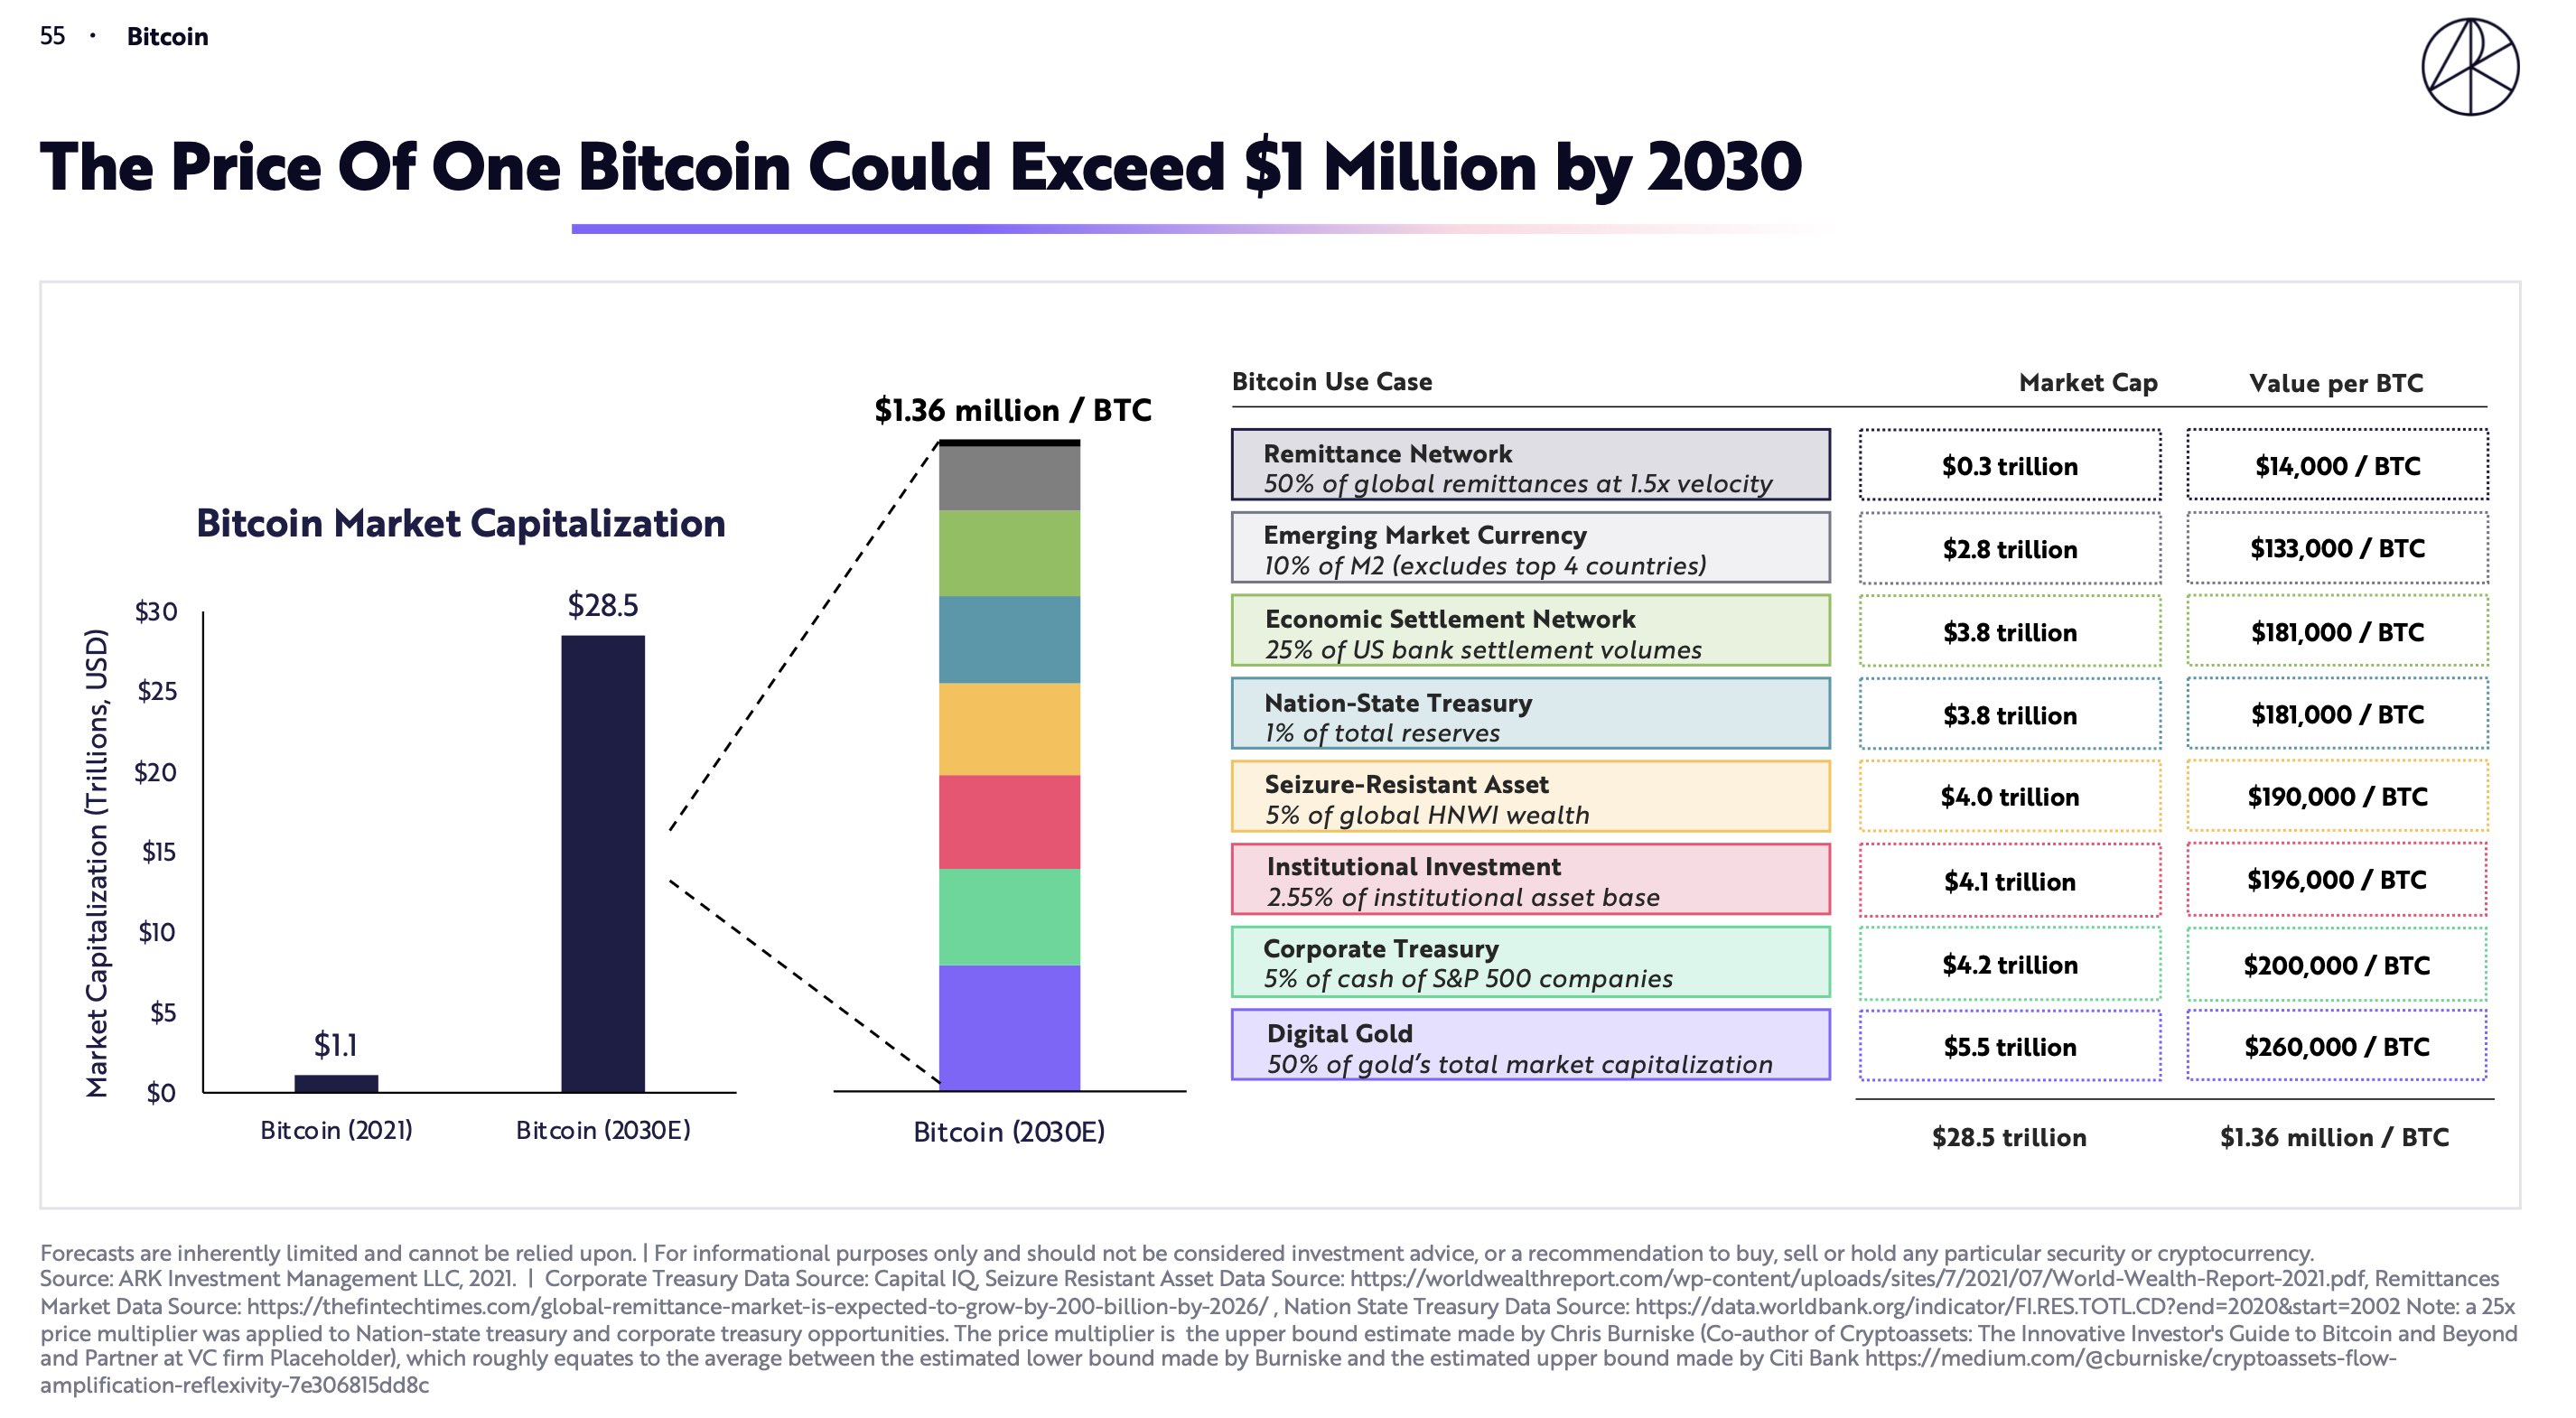 55 • Bitcoin
The Price Of One Bitcoin Could Exceed $1 Million by 2030
Bitcoin Market Capitalization
Market Capitalization (Trillions, USD)
$30
$25
$20
$15
$10
$5
$0
$1.1
$28.5
Bitcoin (2021)
Bitcoin (2030E)
$1.36 million / BTC
Bitcoin (2030E)
Bitcoin Use Case Market Cap Value per BTC
Remittance Network
50% of global remittances at 1.5x velocity
$0.3 trillion
$14,000 / BTC
Emerging Market Currency
10% of M2 (excludes top 4 countries)
$2.8 trillion
$133,000 / BTC
Economic Settlement Network
25% of US bank settlement volumes
$3.8 trillion
$181,000 / BTC
Nation-State Treasury
1% of total reserves
$3.8 trillion
$181,000 / BTC
Seizure-Resistant Asset
5% of global HNWI wealth
$4.0 trillion
$190,000 / BTC
Institutional Investment
2.55% of institutional asset base
$4.1 trillion
$196,000 / BTC
Corporate Treasury
5% of cash of S&P 500 companies
$4.2 trillion
$200,000 / BTC
Digital Gold
50% of gold’s total market capitalization
$5.5 trillion
$260,000 / BTC
$28.5 trillion
$1.36 million / BTC
Forecasts are inherently limited and cannot be relied upon. | For informational purposes only and should not be considered investment advice, or a recommendation to buy, sell or hold any particular security or cryptocurrency.
Source: ARK Investment Management LLC, 2021. | Corporate Treasury Data Source: Capital IQ, Seizure Resistant Asset Data Source: https://worldwealthreport.com/wp-content/uploads/sites/7/2021/07/World-Wealth-Report-2021.pdf, Remittances
Market Data Source: https://thefintechtimes.com/global-remittance-market-is-expected-to-grow-by-200-billion-by-2026/ , Nation State Treasury Data Source: https://data.worldbank.org/indicator/FI.RES.TOTL.CD?end=2020&start=2002 Note: a 25x
price multiplier was applied to Nation-state treasury and corporate treasury opportunities. The price multiplier is the upper bound estimate made by Chris Burniske (Co-author of Cryptoassets: The Innovative Investor's Guide to Bitcoin and Beyond
and Partner at VC firm Placeholder), which roughly equates to the average between the estimated lower bound made by Burniske and the estimated upper bound made by Citi Bank https://medium.com/@cburniske/cryptoassets-flow-
amplification-reflexivity-7e306815dd8c